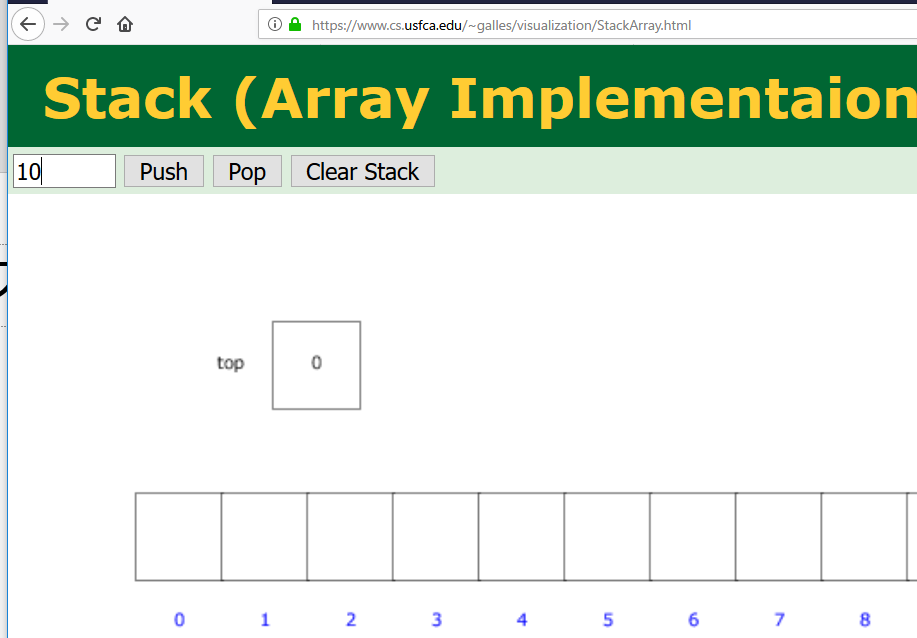 https://www.cs.usfca.edu/~galles/visualization/StackArray.html
Stack (Array Implementaion
10 Push Pop Clear Stack
top 0
0 1 2 3 4 5 6 7 8